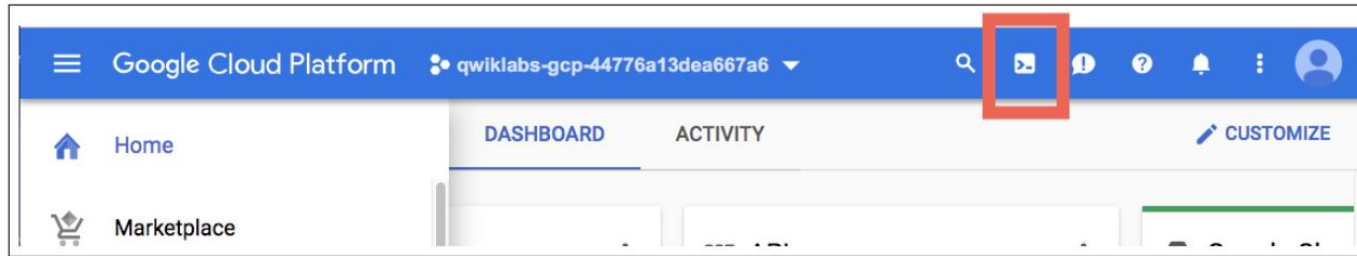 Google Cloud Platform qwiklabs-gcp-44776a13dea667a6
Home DASHBOARD ACTIVITY CUSTOMIZE
Marketplace